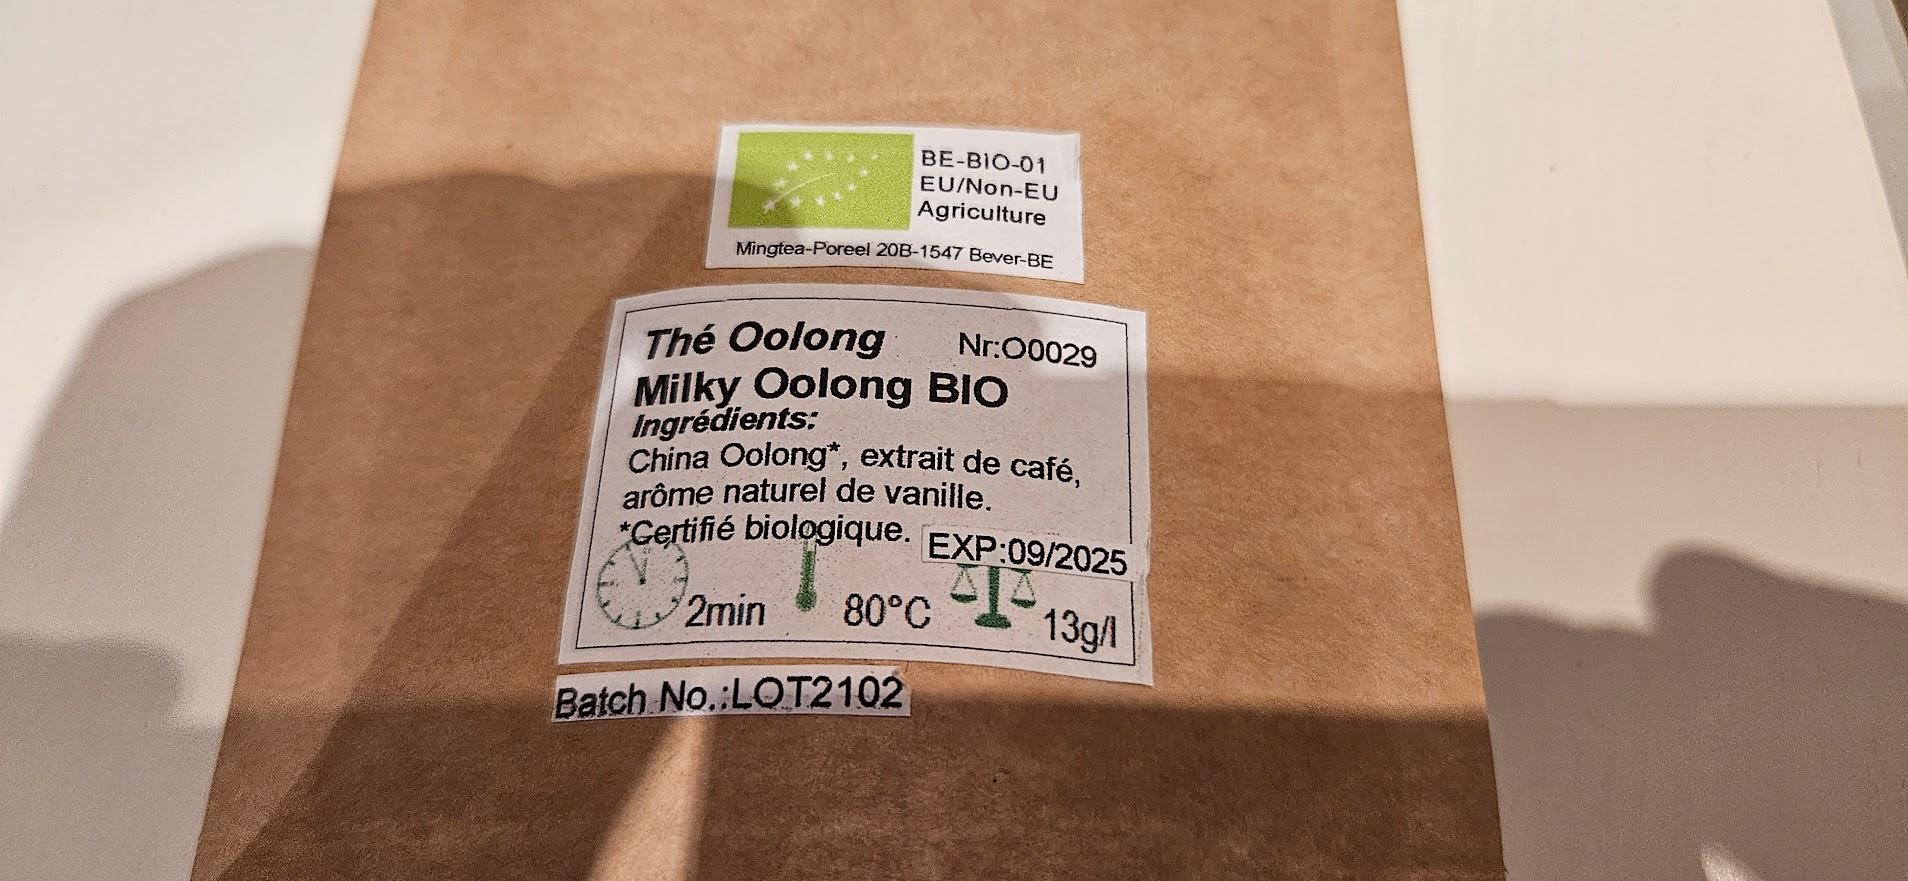 BE-BIO-01
EU/Non-EU
Agriculture
Mingtea-Poreel 20B-1547 Bever-BE
Thé Oolong Nr:O0029
Milky Oolong BIO
Ingrédients:
China Oolong*, extrait de café,
arôme naturel de vanille.
*Certifié biologique.
EXP:09/2025
2min 80°C 13g/l
Batch No.:LOT2102